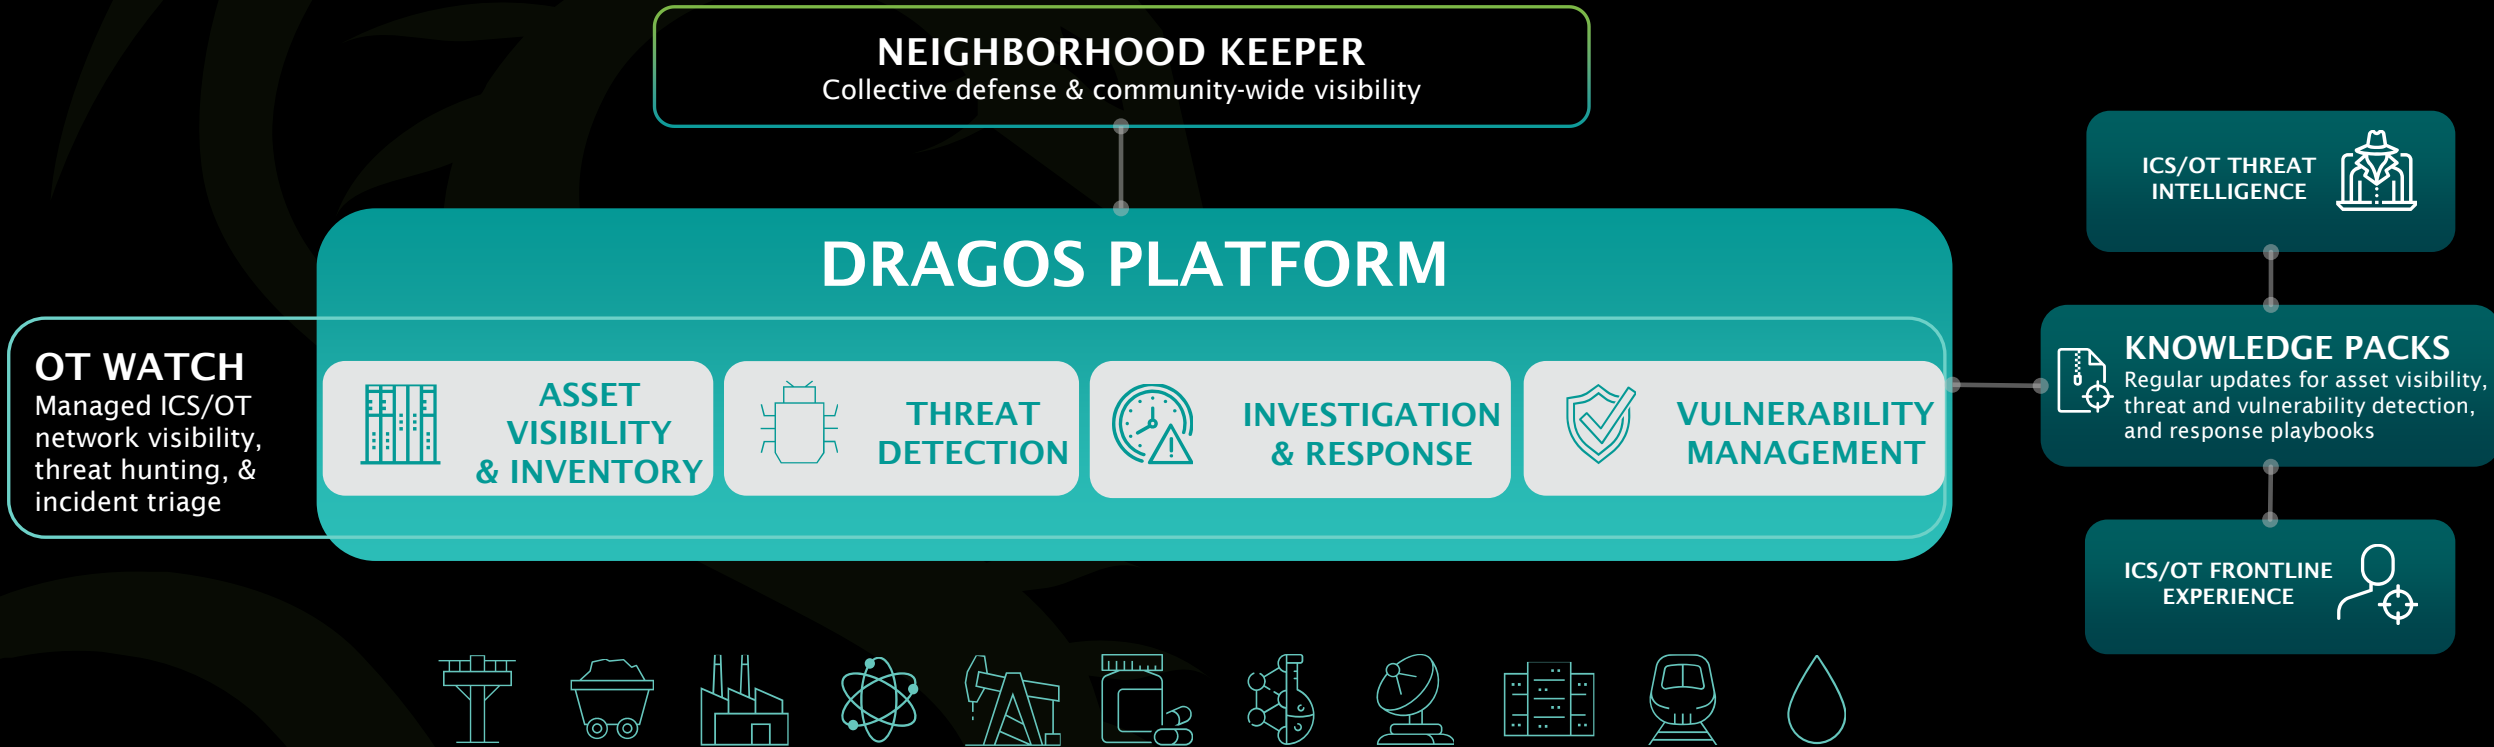 NEIGHBORHOOD KEEPER
Collective defense & community-wide visibility
DRAGOS PLATFORM
OT WATCH
Managed ICS/OT
network visibility,
threat hunting, &
incident triage
ASSET
VISIBILITY
& INVENTORY
THREAT
DETECTION
INVESTIGATION
& RESPONSE
VULNERABILITY
MANAGEMENT
ICS/OT THREAT
INTELLIGENCE
KNOWLEDGE PACKS
Regular updates for asset visibility,
threat and vulnerability detection,
and response playbooks
ICS/OT FRONTLINE
EXPERIENCE